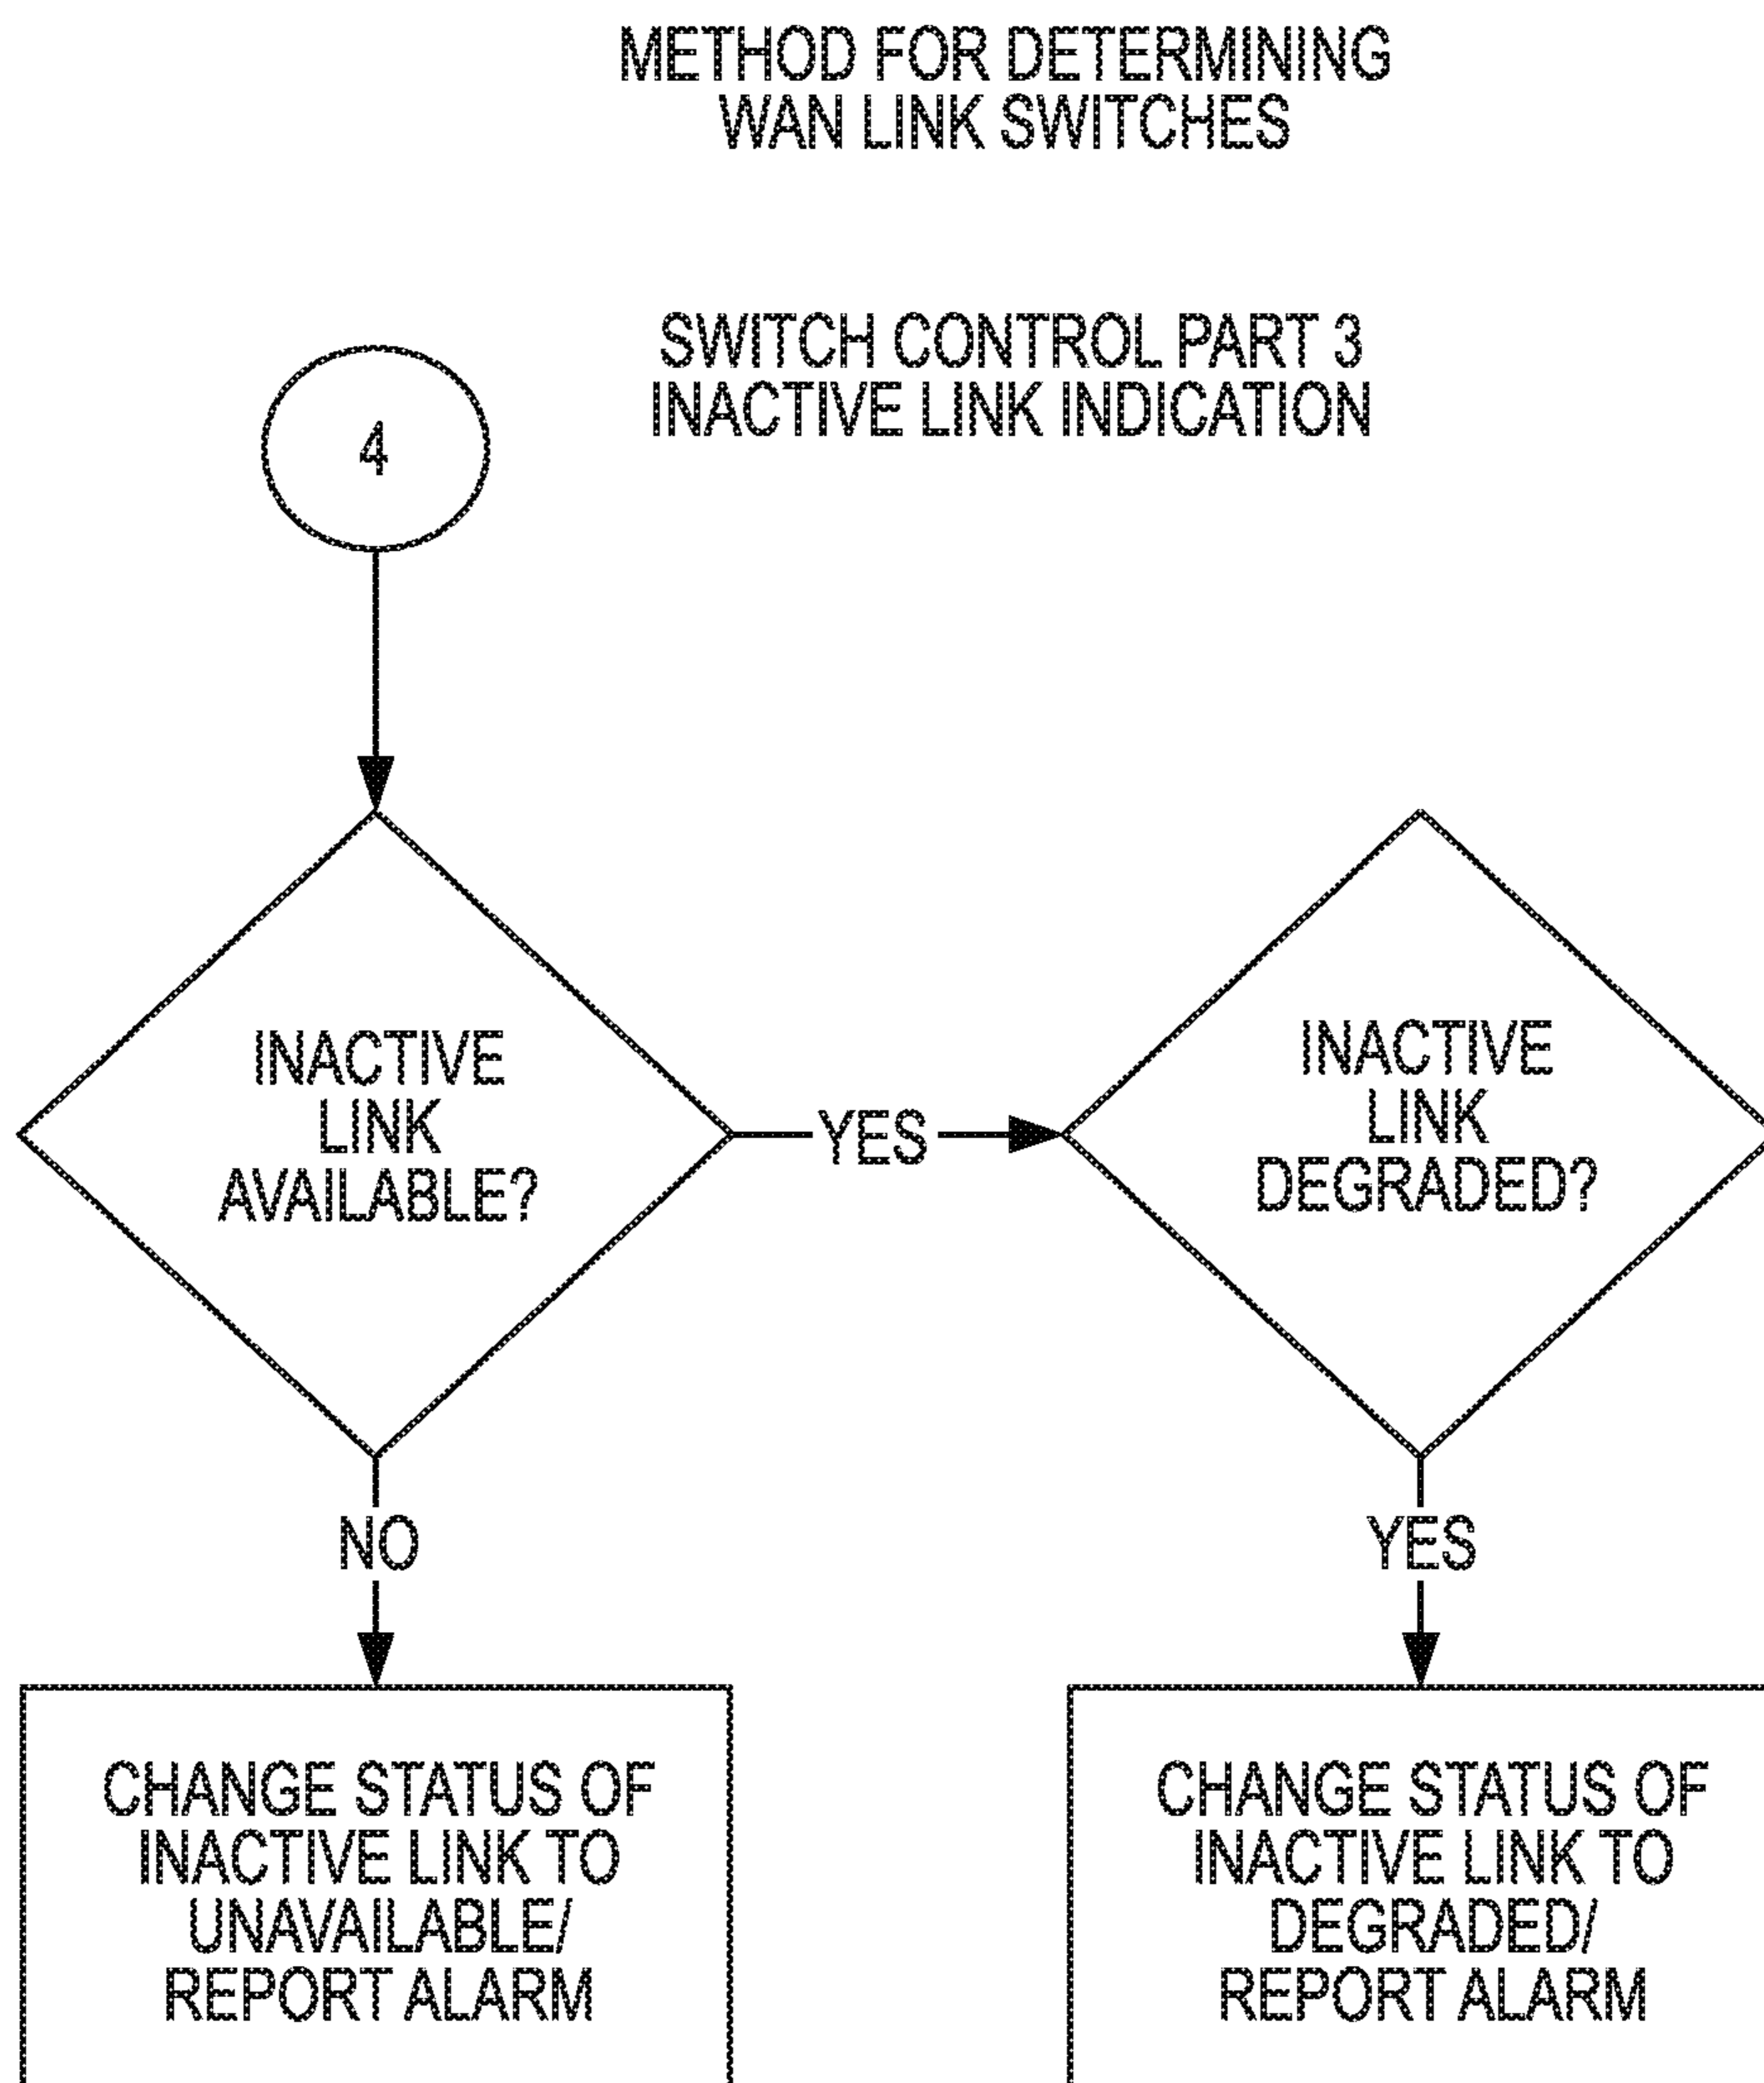 METHOD FOR DETERMINING
WAN LINK SWITCHES
SWITCH CONTROL PART 3
INACTIVE LINK INDICATION
4
INACTIVE
LINK
AVAILABLE?
YES
INACTIVE
LINK
DEGRADED?
NO
YES
CHANGE STATUS OF
INACTIVE LINK TO
UNAVAILABLE/
REPORT ALARM
CHANGE STATUS OF
INACTIVE LINK TO
DEGRADED/
REPORT ALARM